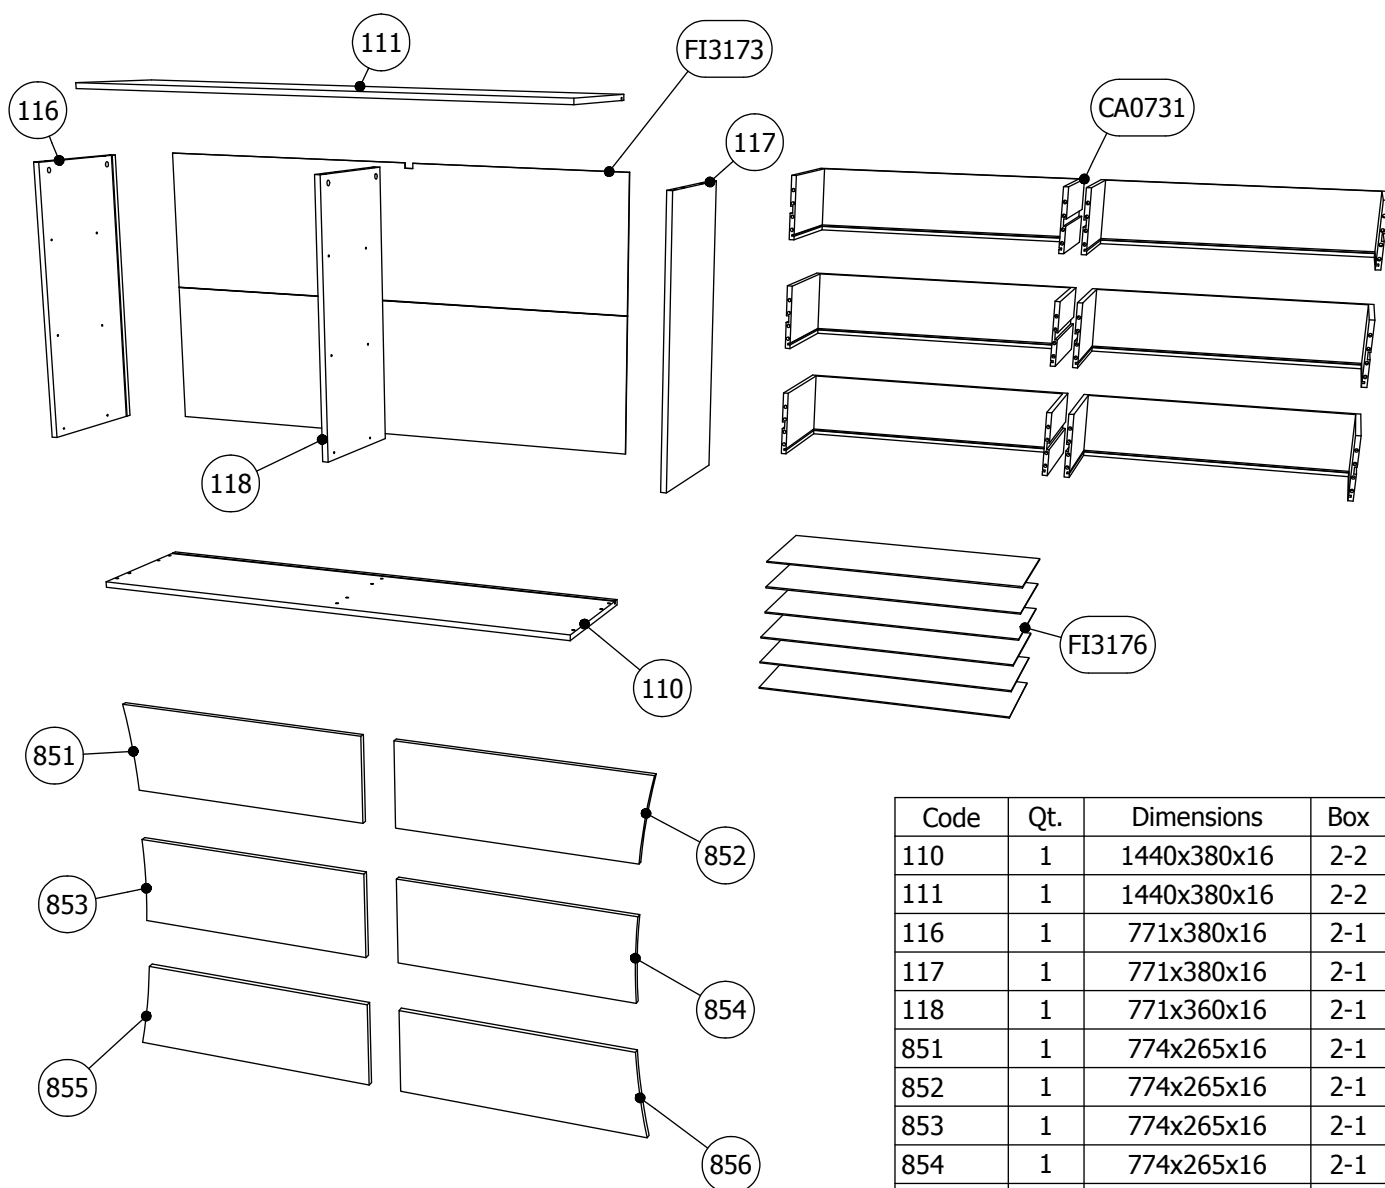 111
FI3173
116
117
CA0731
118
110
FI3176
851
852
853
854
855
856
Code Qt. Dimensions Box
110 1 1440x380x16 2-2
111 1 1440x380x16 2-2
116 1 771x380x16 2-1
117 1 771x380x16 2-1
118 1 771x360x16 2-1
851 1 774x265x16 2-1
852 1 774x265x16 2-1
853 1 774x265x16 2-1
854 1 774x265x16 2-1